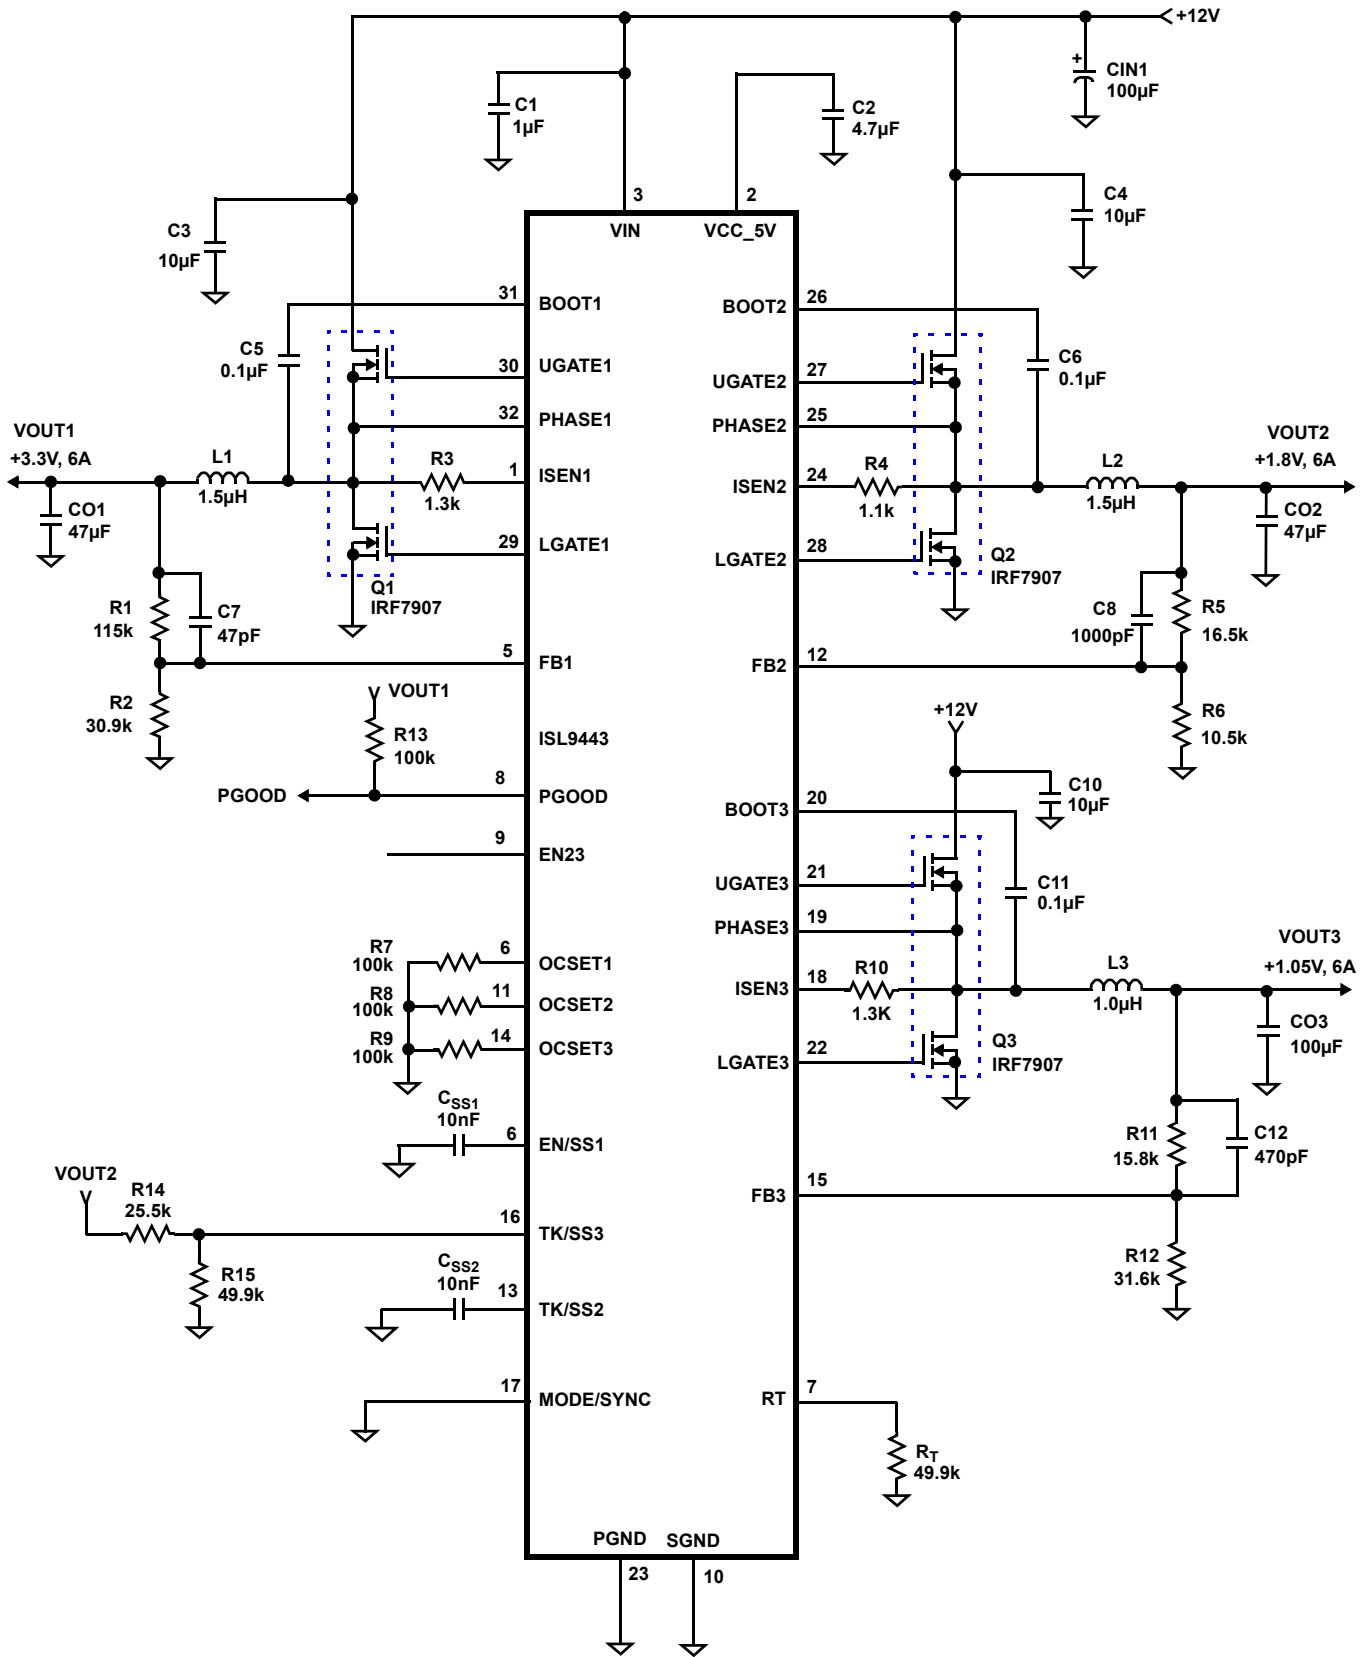 +12V
+
CIN1
100µF
C1
1µF
C2
4.7µF
3
2
VIN
VCC_5V
C3
10µF
C4
10µF
31
BOOT1
BOOT2
26
C5
0.1µF
30
UGATE1
UGATE2
27
C6
0.1µF
32
PHASE1
PHASE2
25
VOUT1
+3.3V, 6A
L1
1.5µH
R3
1.3k
1
ISEN1
ISEN2
24
R4
1.1k
L2
1.5µH
VOUT2
+1.8V, 6A
CO1
47µF
CO2
47µF
29
LGATE1
LGATE2
28
Q1
IRF7907
Q2
IRF7907
R1
115k
C7
47pF
C8
1000pF
R5
16.5k
5
FB1
FB2
12
R2
30.9k
VOUT1
R13
100k
ISL9443
+12V
R6
10.5k
PGOOD
8
PGOOD
BOOT3
20
C10
10µF
9
EN23
UGATE3
21
C11
0.1µF
PHASE3
19
R7
100k
6
OCSET1
R8
100k
11
OCSET2
R9
100k
14
OCSET3
ISEN3
18
R10
1.3K
L3
1.0µH
VOUT3
+1.05V, 6A
CO3
100µF
LGATE3
22
Q3
IRF7907
CSS1
10nF
6
EN/SS1
R11
15.8k
C12
470pF
VOUT2
R14
25.5k
16
TK/SS3
FB3
15
R15
49.9k
CSS2
10nF
13
TK/SS2
R12
31.6k
17
MODE/SYNC
RT
7
RT
49.9k
PGND
SGND
23
10